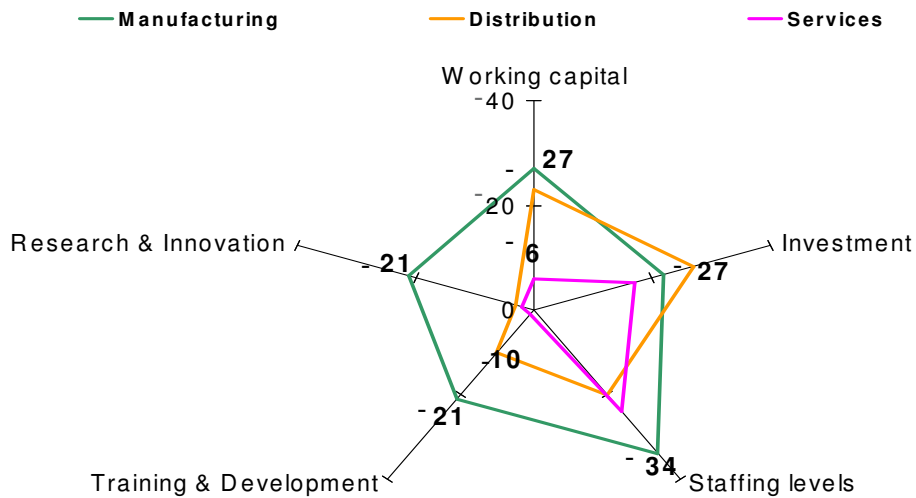 Manufacturing Distribution Services
Working capital
-40
- 27
-20
- 6
Research & Innovation
- 21
Investment
- 27
0
-10
- 21
- 34
Training & Development
Staffing levels